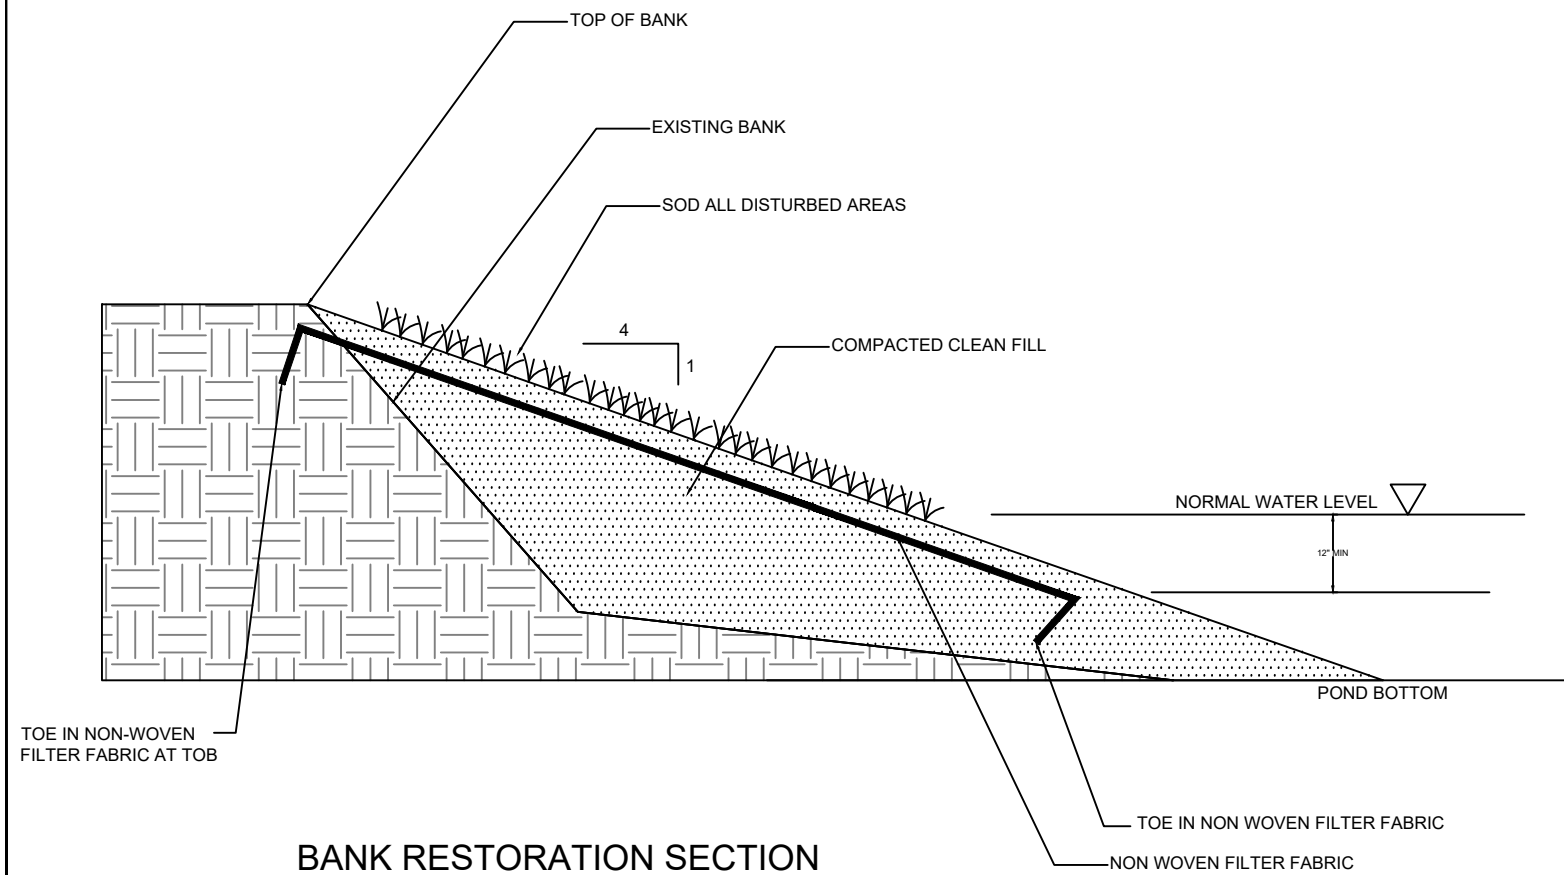 TOP OF BANK
EXISTING BANK
SOD ALL DISTURBED AREAS
4
1
COMPACTED CLEAN FILL
NORMAL WATER LEVEL
12" MIN
POND BOTTOM
TOE IN NON-WOVEN
FILTER FABRIC AT TOB
TOE IN NON WOVEN FILTER FABRIC
NON WOVEN FILTER FABRIC
BANK RESTORATION SECTION